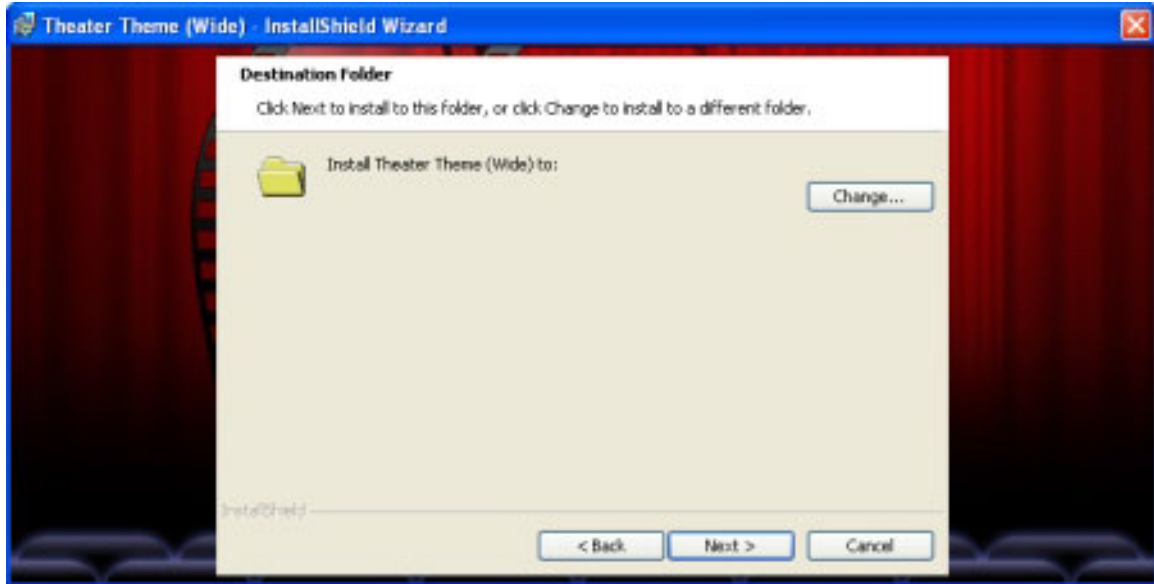 Theater Theme (Wide) - InstallShield Wizard
Destination Folder
Click Next to install to this folder, or click Change to install to a different folder.
Install Theater Theme (Wide) to:
Change...
InstallShield
< Back
Next >
Cancel